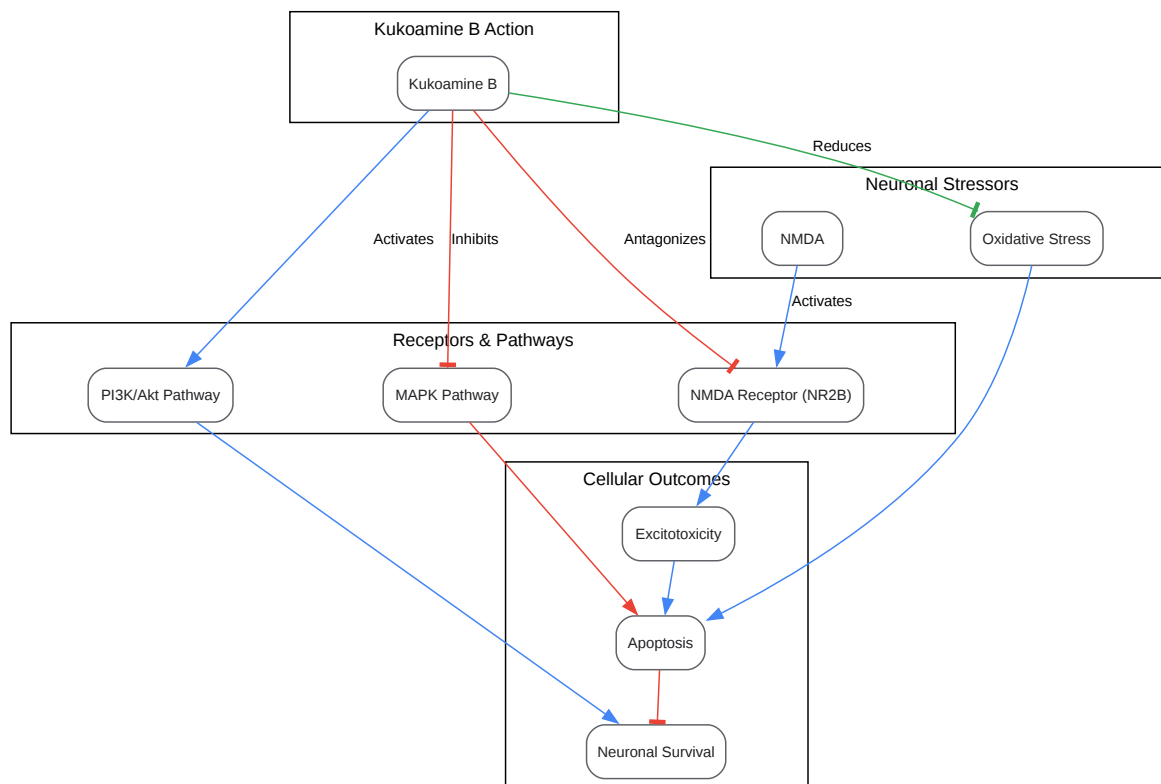 Kukoamine B Action
Kukoamine B
Reduces
Neuronal Stressors
Activates
Inhibits
Antagonizes
NMDA
Oxidative Stress
Activates
Receptors & Pathways
PI3K/Akt Pathway
MAPK Pathway
NMDA Receptor (NR2B)
Cellular Outcomes
Excitotoxicity
Apoptosis
Neuronal Survival